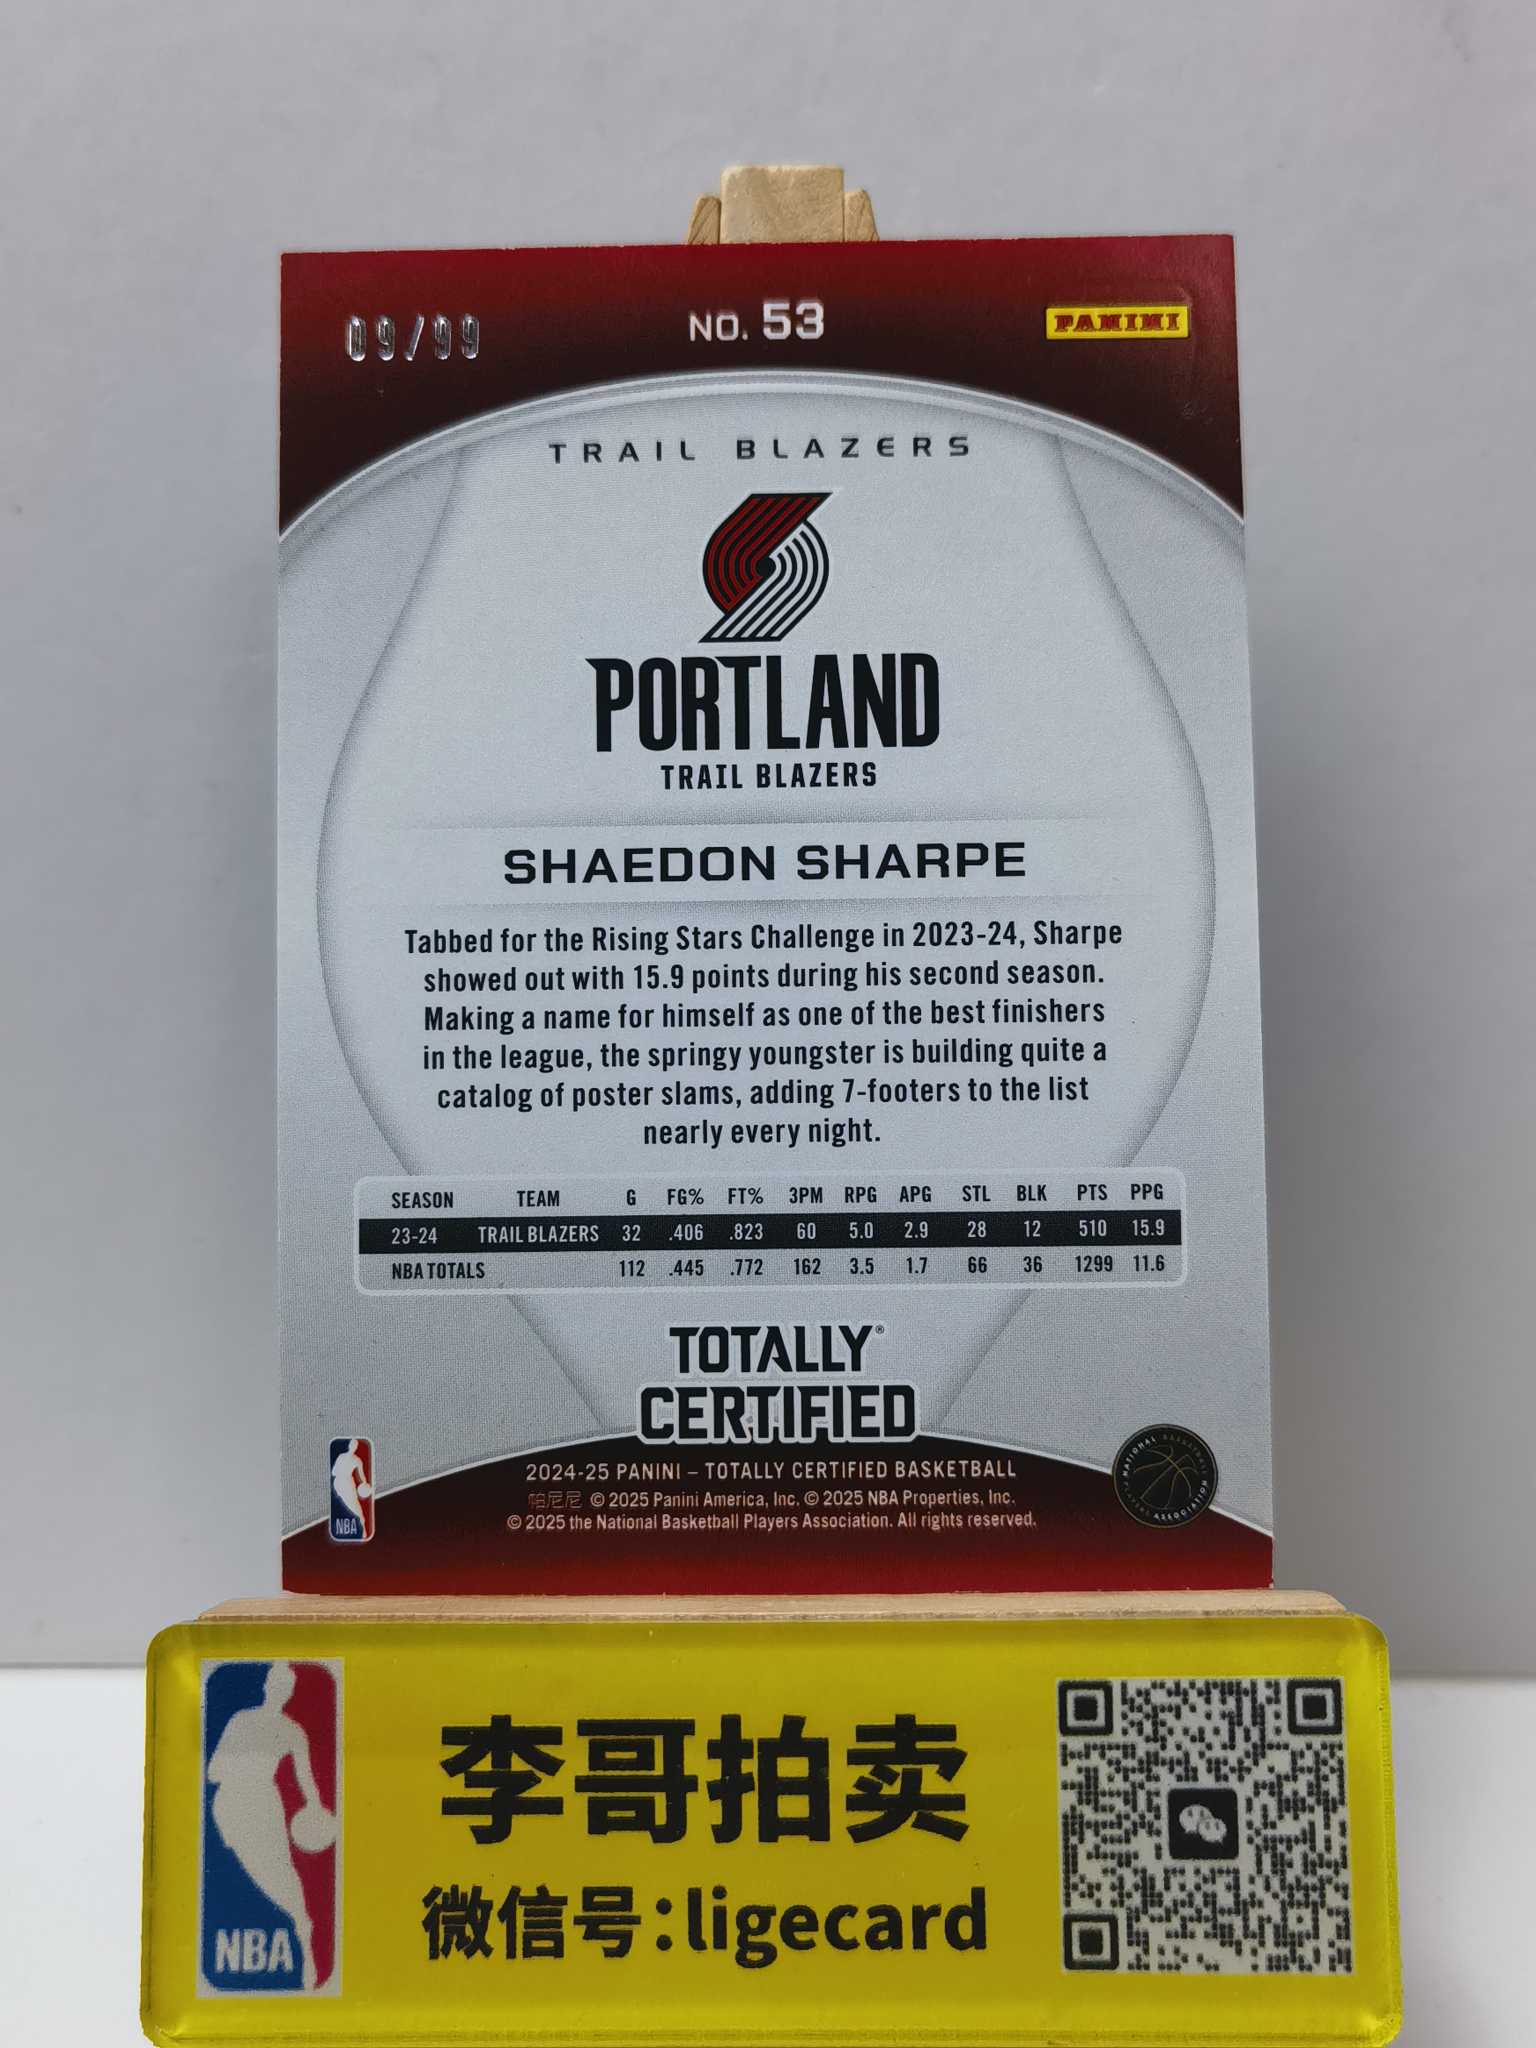 09/99
NO. 53
PANINI
TRAIL BLAZERS
PORTLAND
TRAIL BLAZERS
SHAEDON SHARPE
Tabbed for the Rising Stars Challenge in 2023-24, Sharpe
showed out with 15.9 points during his second season.
Making a name for himself as one of the best finishers
in the league, the springy youngster is building quite a
catalog of poster slams, adding 7-footers to the list
nearly every night.
SEASON TEAM G FG% FT% 3PM RPG APG STL BLK PTS PPG
23-24 TRAIL BLAZERS 32 .406 .823 60 5.0 2.9 28 12 510 15.9
NBA TOTALS 112 .445 .772 162 3.5 1.7 66 36 1299 11.6
TOTALLY®
CERTIFIED
2024-25 PANINI – TOTALLY CERTIFIED BASKETBALL
帕尼尼 © 2025 Panini America, Inc. © 2025 NBA Properties, Inc.
© 2025 the National Basketball Players Association. All rights reserved.
NBA
NATIONAL BASKETBALL PLAYERS ASSOCIATION
李哥拍卖
微信号:ligecard
NBA